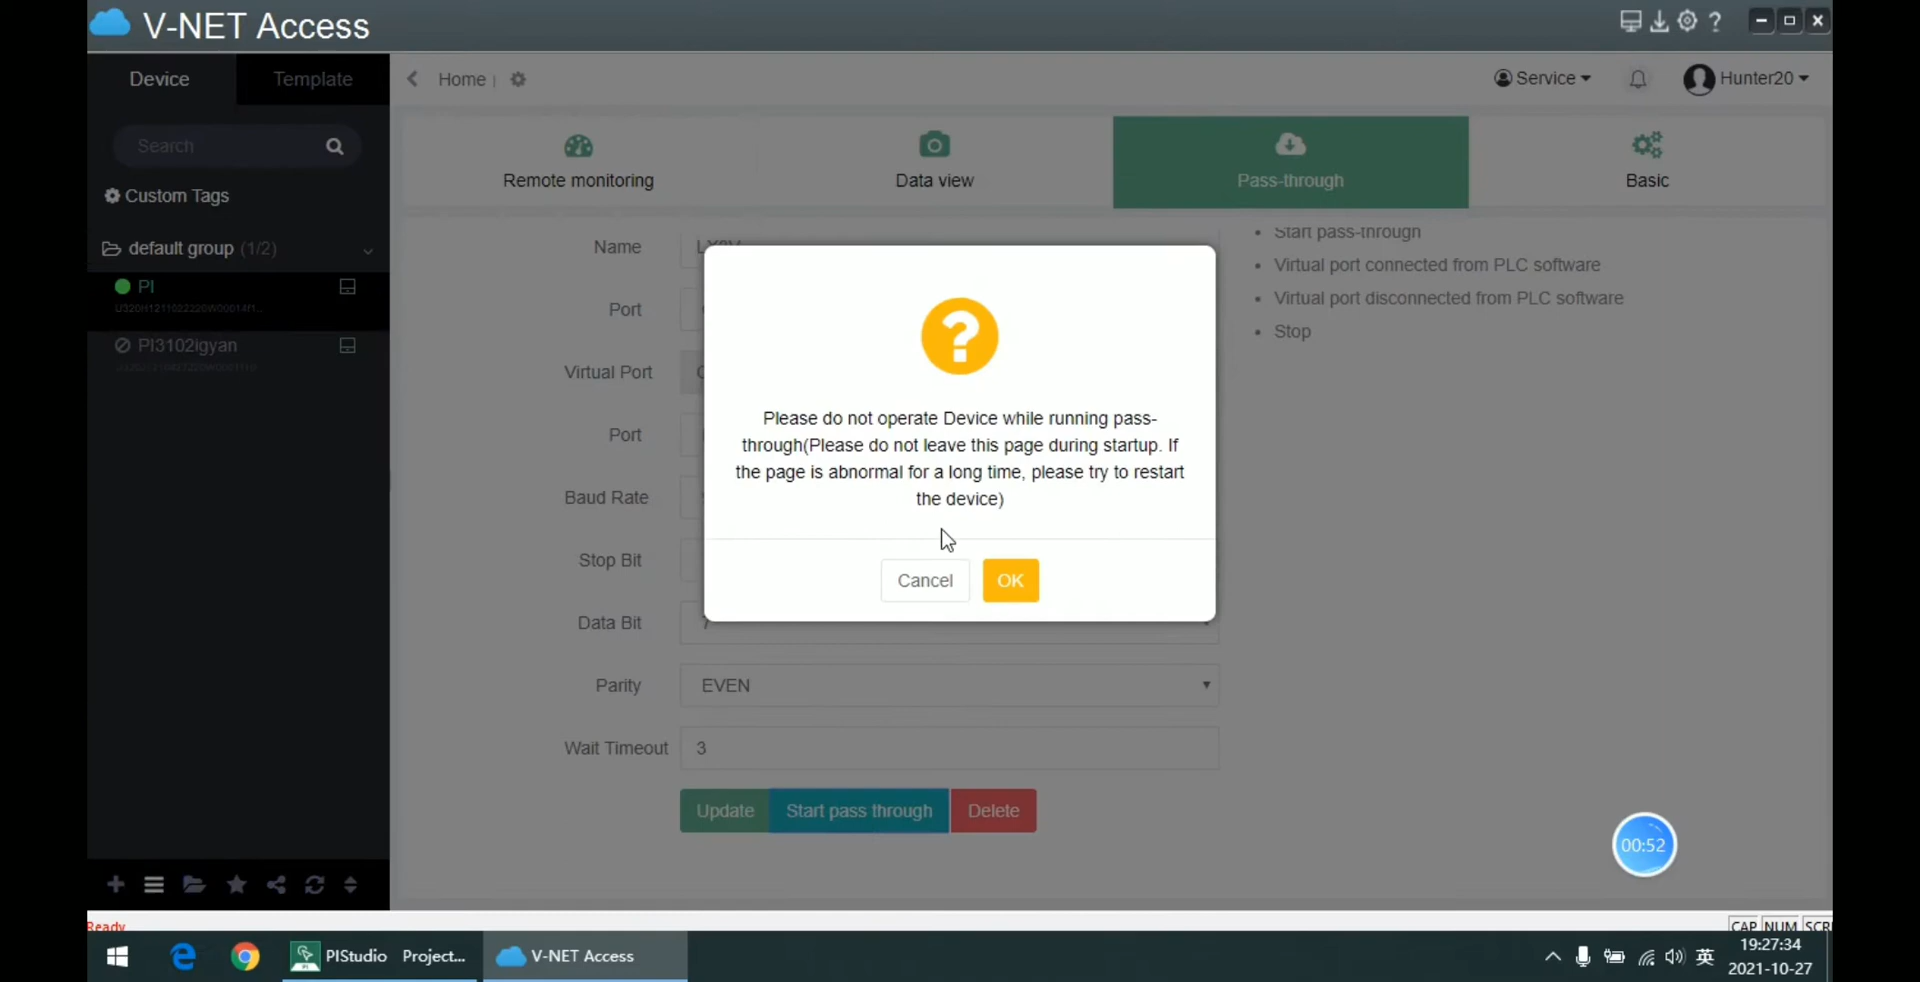 V-NET Access
Device
Template
Home
Service
Hunter20
Search
Custom Tags
default group (1/2)
PI
PI3102igyan
Remote monitoring
Data view
Pass-through
Basic
Name
Port
Virtual Port
Port
Baud Rate
Stop Bit
Data Bit
7
Parity
EVEN
Wait Timeout
3
Update
Start pass through
Delete
Start pass-through
Virtual port connected from PLC software
Virtual port disconnected from PLC software
Stop
Please do not operate Device while running pass-
through(Please do not leave this page during startup. If
the page is abnormal for a long time, please try to restart
the device)
Cancel
OK
00:52
Ready
CAP NUM SCR
PIStudio Project...
V-NET Access
英
19:27:34
2021-10-27